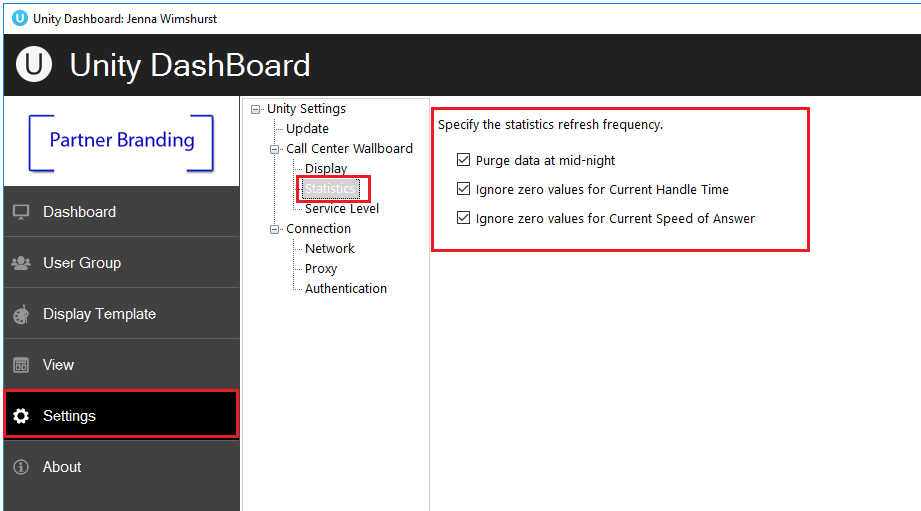 Unity Dashboard: Jenna Wimshurst
U Unity DashBoard
Partner Branding
Dashboard
User Group
Display Template
View
Settings
About
Unity Settings
Update
Call Center Wallboard
Display
Statistics
Service Level
Connection
Network
Proxy
Authentication
Specify the statistics refresh frequency.
Purge data at mid-night
Ignore zero values for Current Handle Time
Ignore zero values for Current Speed of Answer